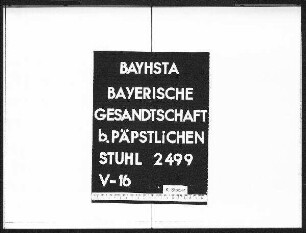 BAYHSTA
BAYERISCHE
GESANDTSCHAFT
b. PÄPSTLiCHEN
STUHL 2499
V-16